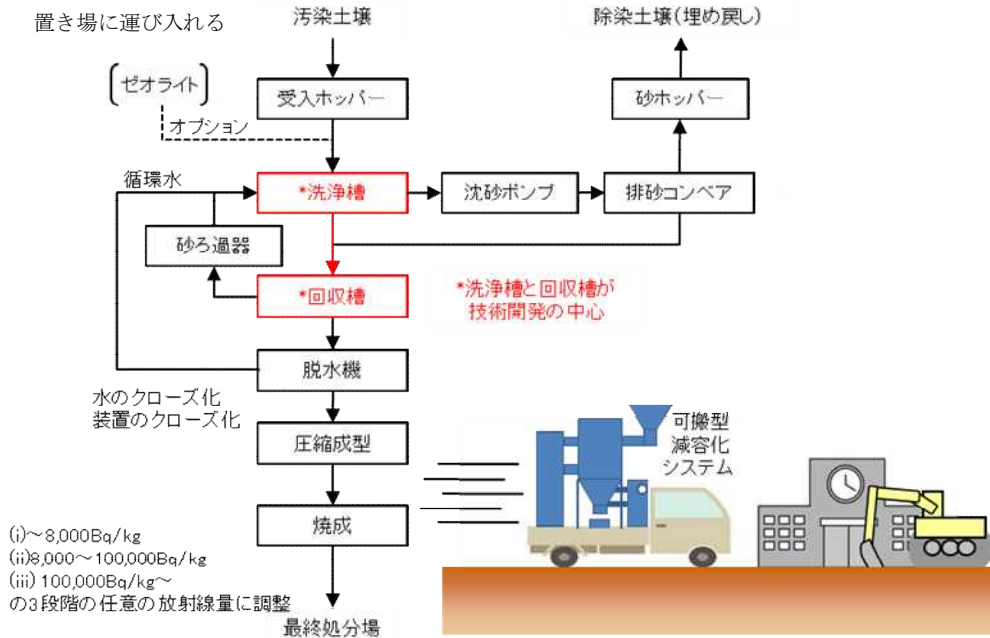 置き場に運び入れる
汚染土壌
除染土壌(埋め戻し)
ゼオライト
受入ホッパー
砂ホッパー
オプション
循環水
*洗浄槽
沈砂ポンプ
排砂コンベア
砂ろ過器
*回収槽
*洗浄槽と回収槽が
技術開発の中心
脱水機
水のクローズ化
装置のクローズ化
圧縮成型
可搬型
減容化
システム
焼成
(i)～8,000Bq/kg
(ii)8,000～100,000Bq/kg
(iii) 100,000Bq/kg～
の3段階の任意の放射線量に調整
最終処分場